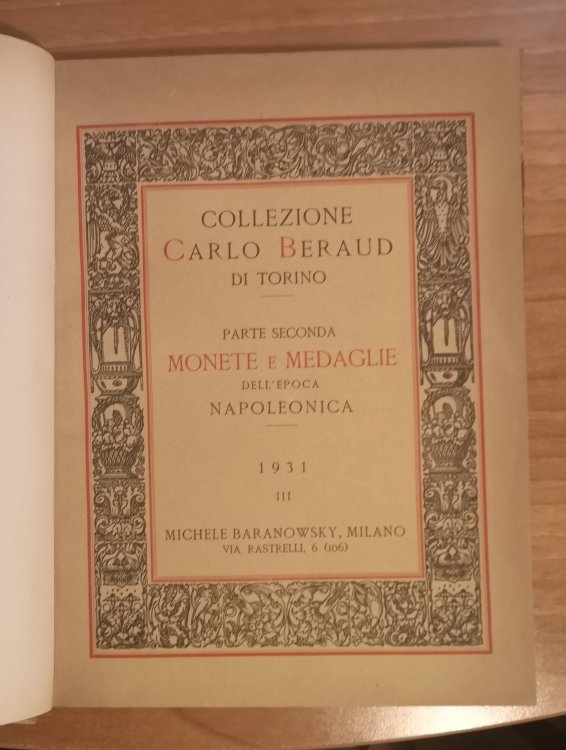 COLLEZIONE
CARLO BERAUD
DI TORINO
PARTE SECONDA
MONETE E MEDAGLIE
DELL'EPOCA
NAPOLEONICA
1931
III
MICHELE BARANOWSKY, MILANO
VIA RASTRELLI, 6 (106)